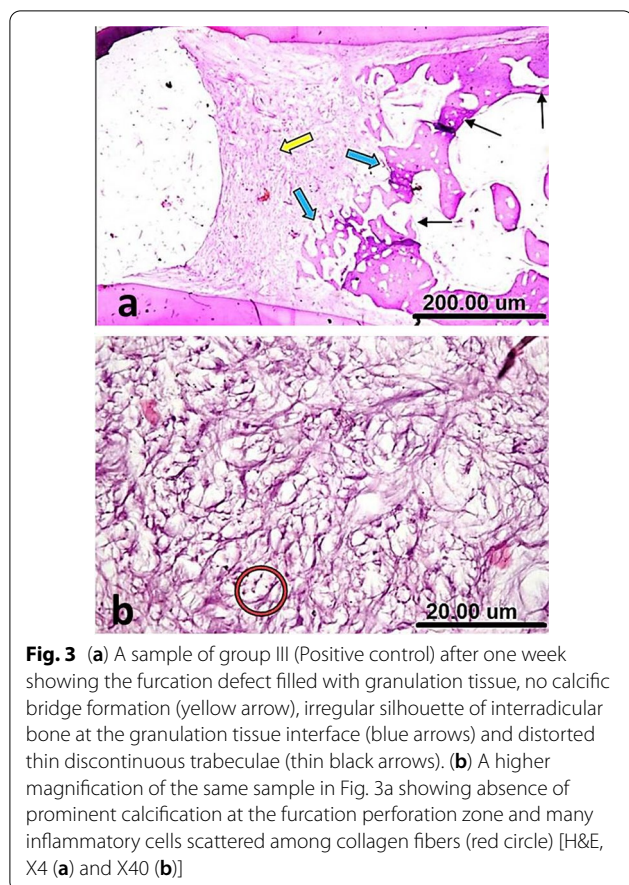 a
200.00 um
b
20.00 um
Fig. 3 (a) A sample of group III (Positive control) after one week
showing the furcation defect filled with granulation tissue, no calcific
bridge formation (yellow arrow), irregular silhouette of interradicular
bone at the granulation tissue interface (blue arrows) and distorted
thin discontinuous trabeculae (thin black arrows). (b) A higher
magnification of the same sample in Fig. 3a showing absence of
prominent calcification at the furcation perforation zone and many
inflammatory cells scattered among collagen fibers (red circle) [H&E,
X4 (a) and X40 (b)]